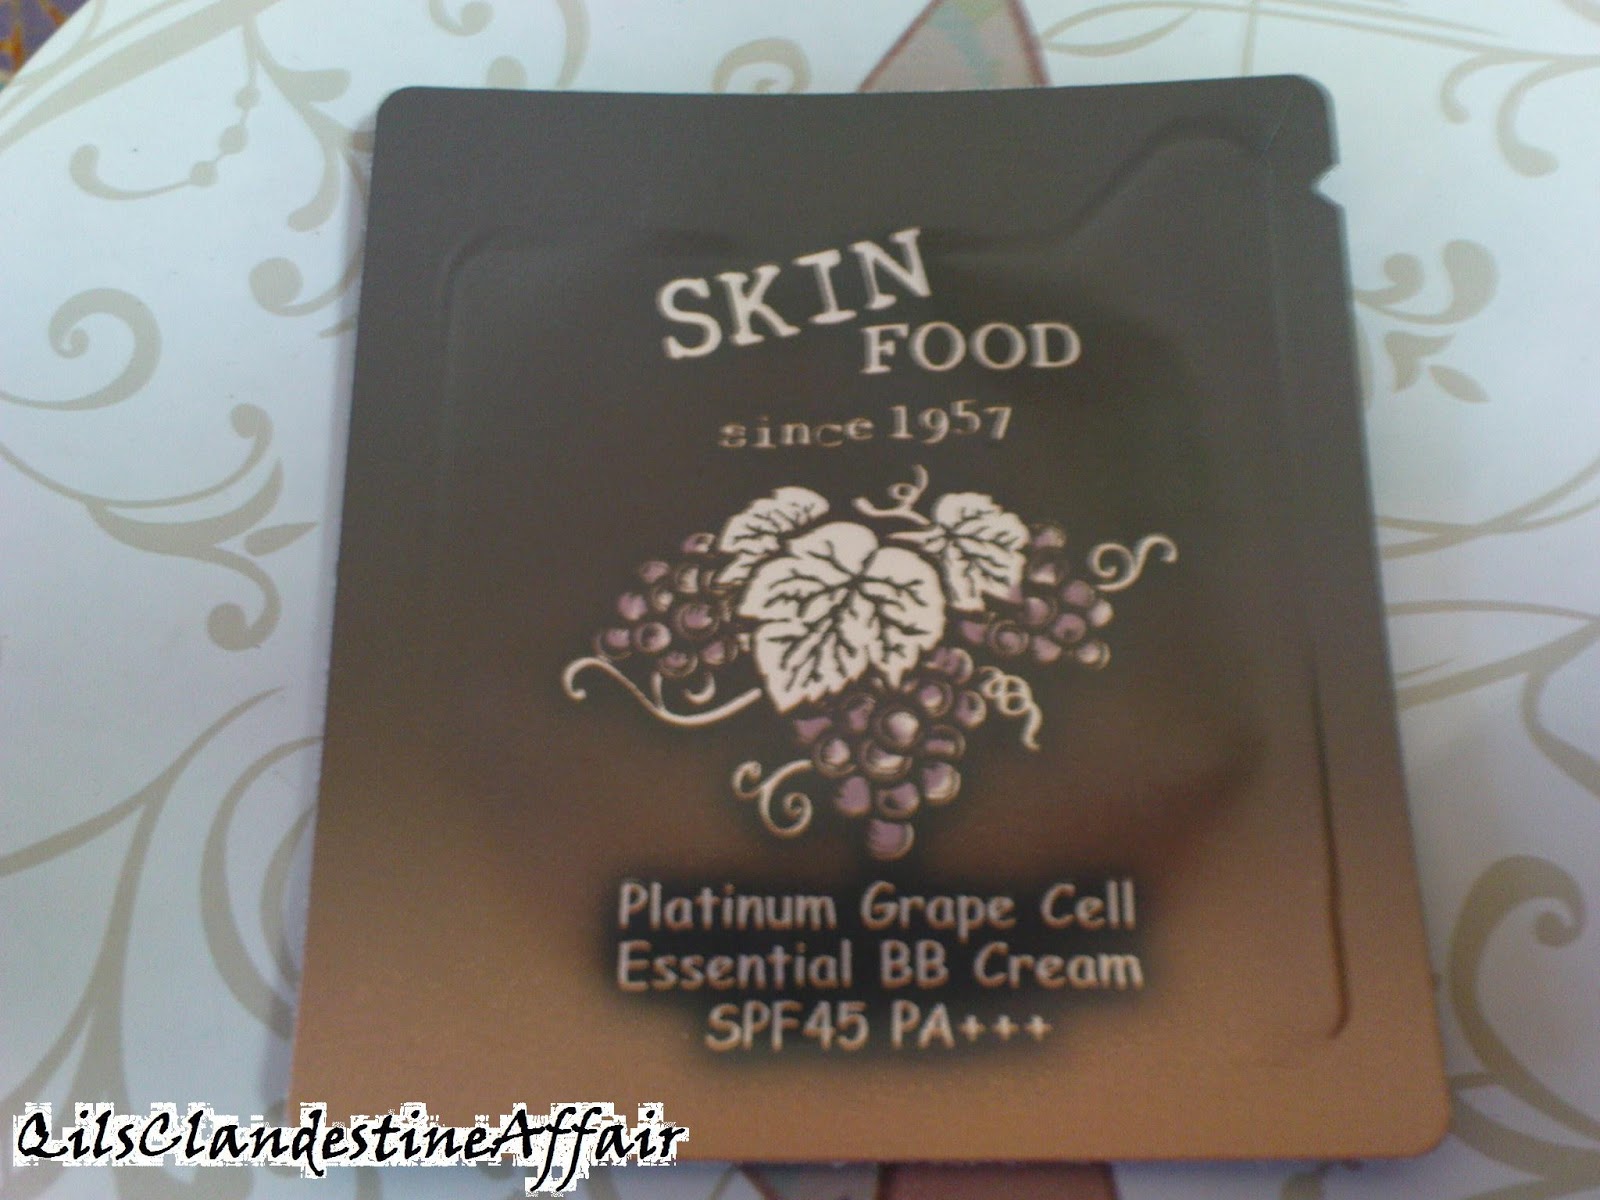 SKIN
FOOD
since 1957
Platinum Grape Cell
Essential BB Cream
SPF45 PA+++
QilsClandestineAffair